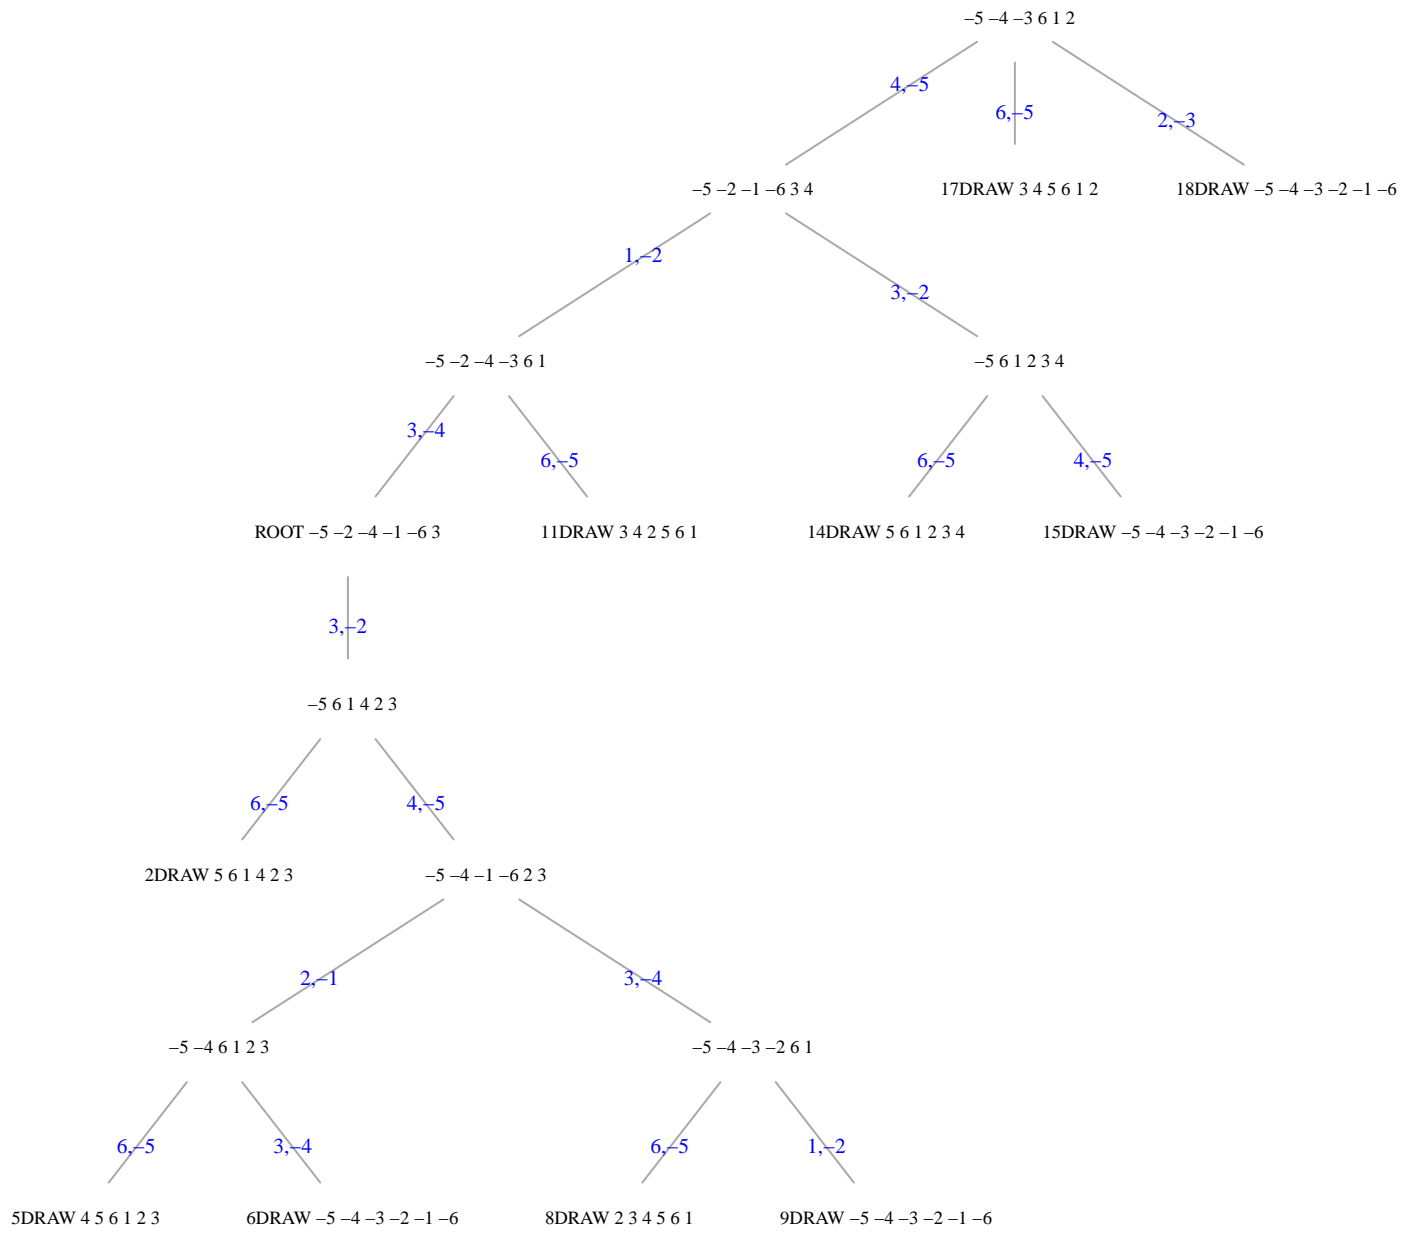 –5 –4 –3 6 1 2
4,–5
6,–5
2,–3
–5 –2 –1 –6 3 4
17DRAW 3 4 5 6 1 2
18DRAW –5 –4 –3 –2 –1 –6
1,–2
3,–2
–5 –2 –4 –3 6 1
–5 6 1 2 3 4
3,–4
6,–5
6,–5
4,–5
ROOT –5 –2 –4 –1 –6 3
11DRAW 3 4 2 5 6 1
14DRAW 5 6 1 2 3 4
15DRAW –5 –4 –3 –2 –1 –6
3,–2
–5 6 1 4 2 3
6,–5
4,–5
2DRAW 5 6 1 4 2 3
–5 –4 –1 –6 2 3
2,–1
3,–4
–5 –4 6 1 2 3
–5 –4 –3 –2 6 1
6,–5
3,–4
6,–5
1,–2
5DRAW 4 5 6 1 2 3
6DRAW –5 –4 –3 –2 –1 –6
8DRAW 2 3 4 5 6 1
9DRAW –5 –4 –3 –2 –1 –6